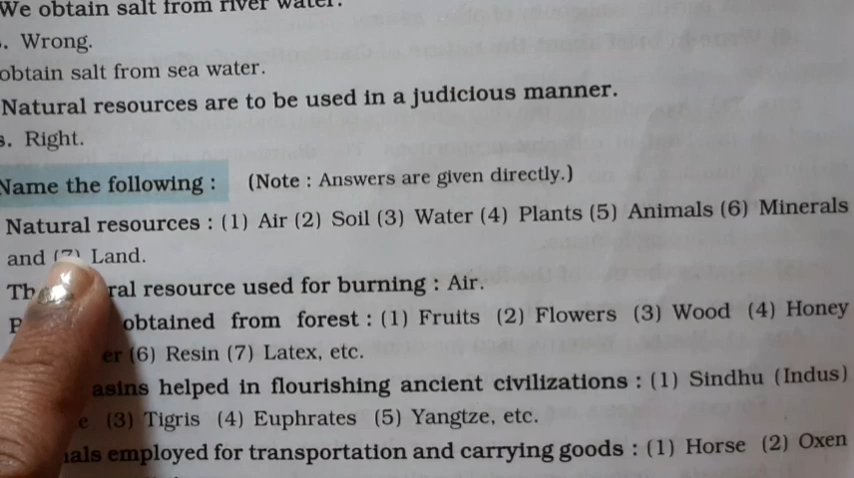 We obtain salt from river water.
. Wrong.
obtain salt from sea water.
Natural resources are to be used in a judicious manner.
s. Right.
Name the following : (Note : Answers are given directly.)
Natural resources : (1) Air (2) Soil (3) Water (4) Plants (5) Animals (6) Minerals
and (7) Land.
ral resource used for burning : Air.
obtained from forest : (1) Fruits (2) Flowers (3) Wood (4) Honey
er (6) Resin (7) Latex, etc.
asins helped in flourishing ancient civilizations : (1) Sindhu (Indus)
e (3) Tigris (4) Euphrates (5) Yangtze, etc.
als employed for transportation and carrying goods : (1) Horse (2) Oxen